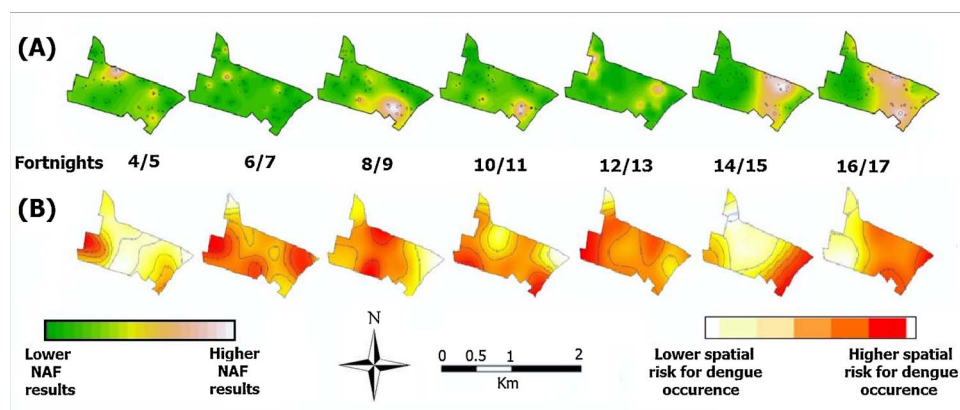 (A)
Fortnights 4/5 6/7 8/9 10/11 12/13 14/15 16/17
(B)
N
Lower NAF results
Higher NAF results
0 0.5 1 2
Km
Lower spatial risk for dengue occurence
Higher spatial risk for dengue occurence